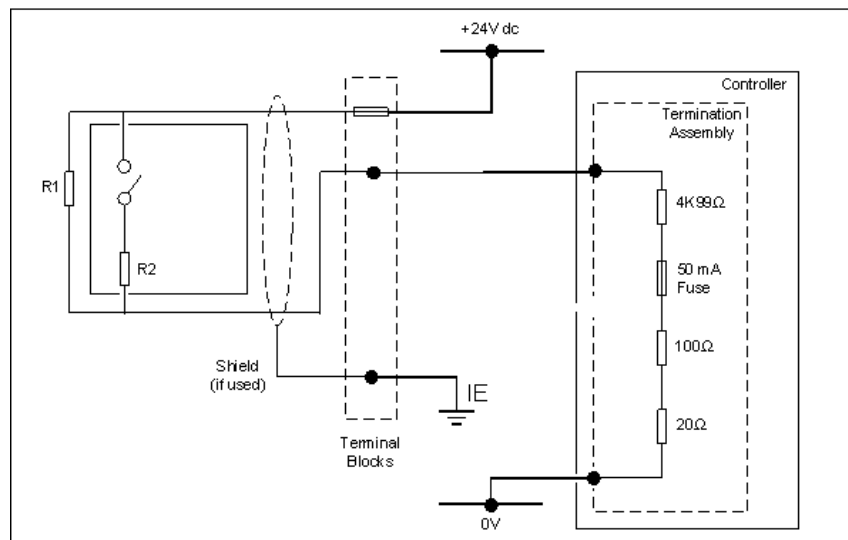 +24V dc
Controller
Termination
Assembly
R1
4K99Ω
R2
50 mA
Fuse
100Ω
Shield
(if used)
IE
20Ω
Terminal
Blocks
0V